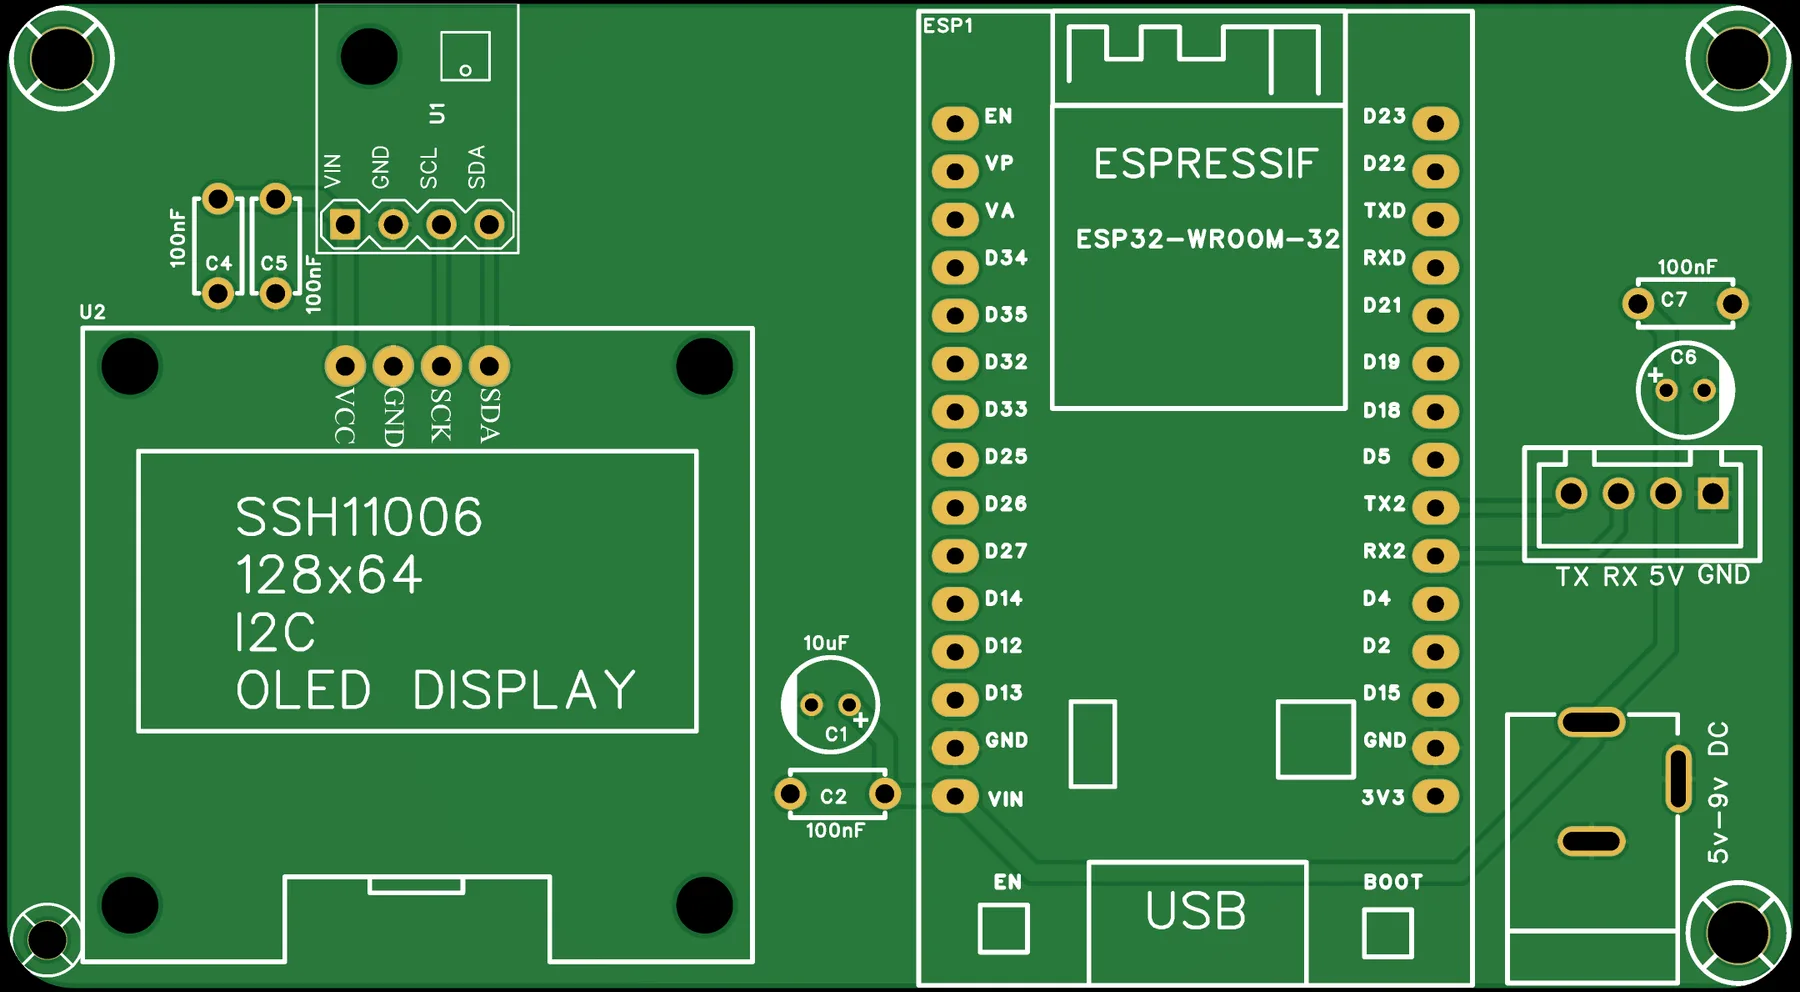 ESP1
U1
VIN
GND
SCL
SDA
100nF
C4
C5
100nF
U2
VCC
GND
SCK
SDA
SSH11006
128x64
I2C
OLED DISPLAY
10uF
C1
C2
100nF
ESPRESSIF
ESP32-WROOM-32
EN
VP
VA
D34
D35
D32
D33
D25
D26
D27
D14
D12
D13
GND
VIN
D23
D22
TXD
RXD
D21
D19
D18
D5
TX2
RX2
D4
D2
D15
GND
3V3
EN
USB
BOOT
100nF
C7
C6
+
TX RX 5V GND
5v-9v DC
+